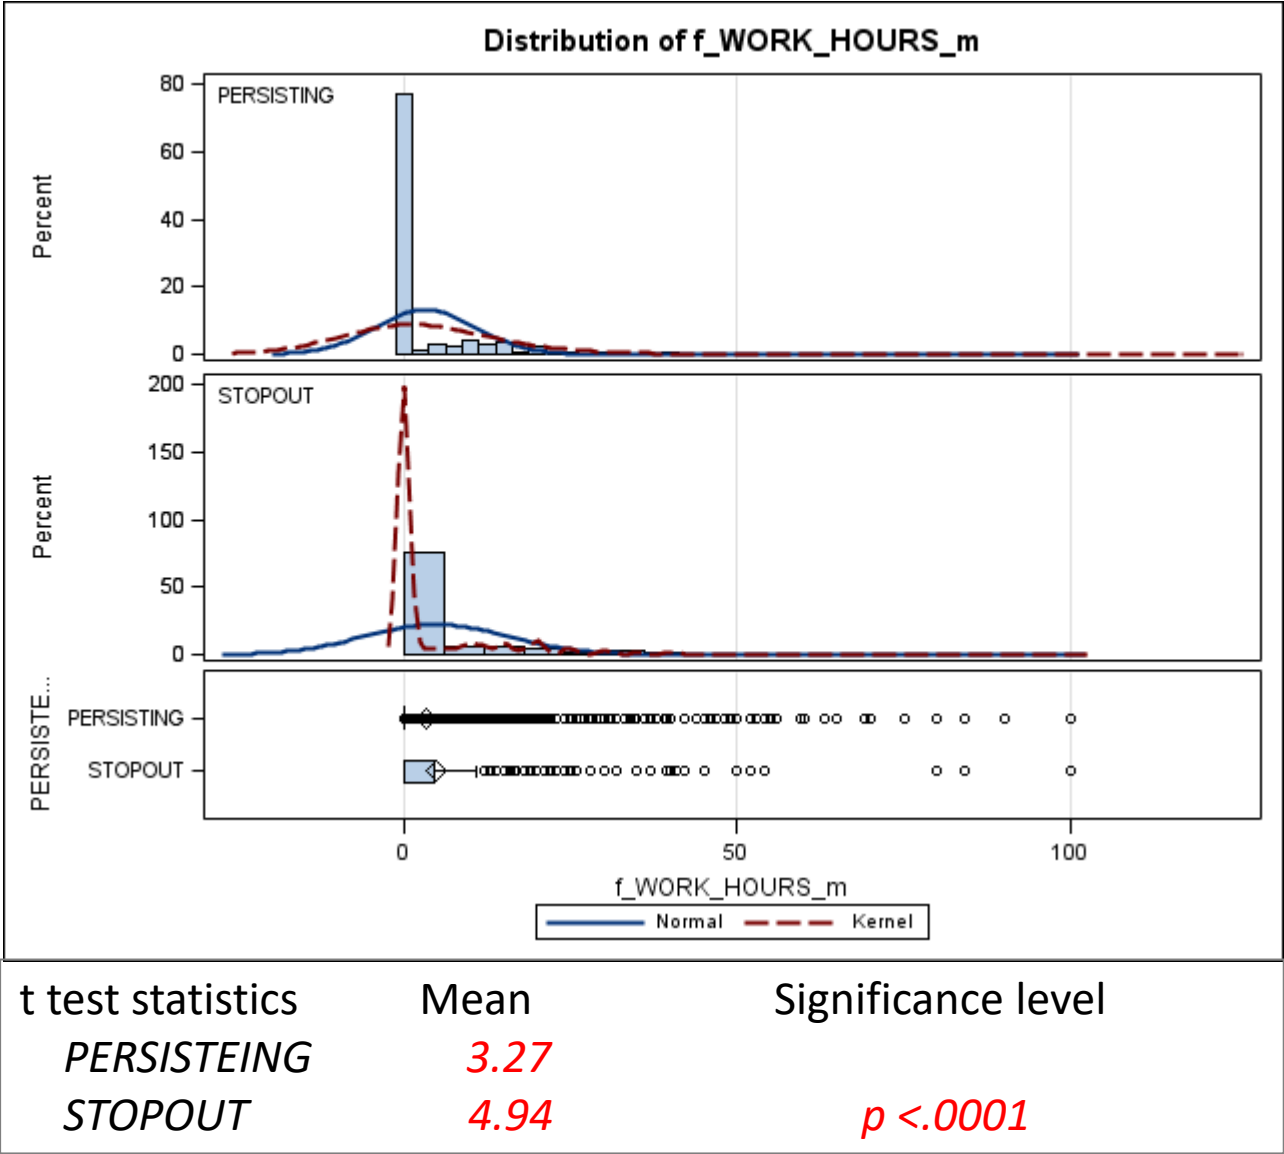 Distribution of f_WORK_HOURS_m
80
PERSISTING
60
Percent
40
20
0
200
STOPOUT
150
Percent
100
50
0
PERSISTE...
PERSISTING
STOPOUT
0 50 100
f_WORK_HOURS_m
Normal Kernel
t test statistics Mean Significance level
PERSISTEING 3.27
STOPOUT 4.94 p <.0001